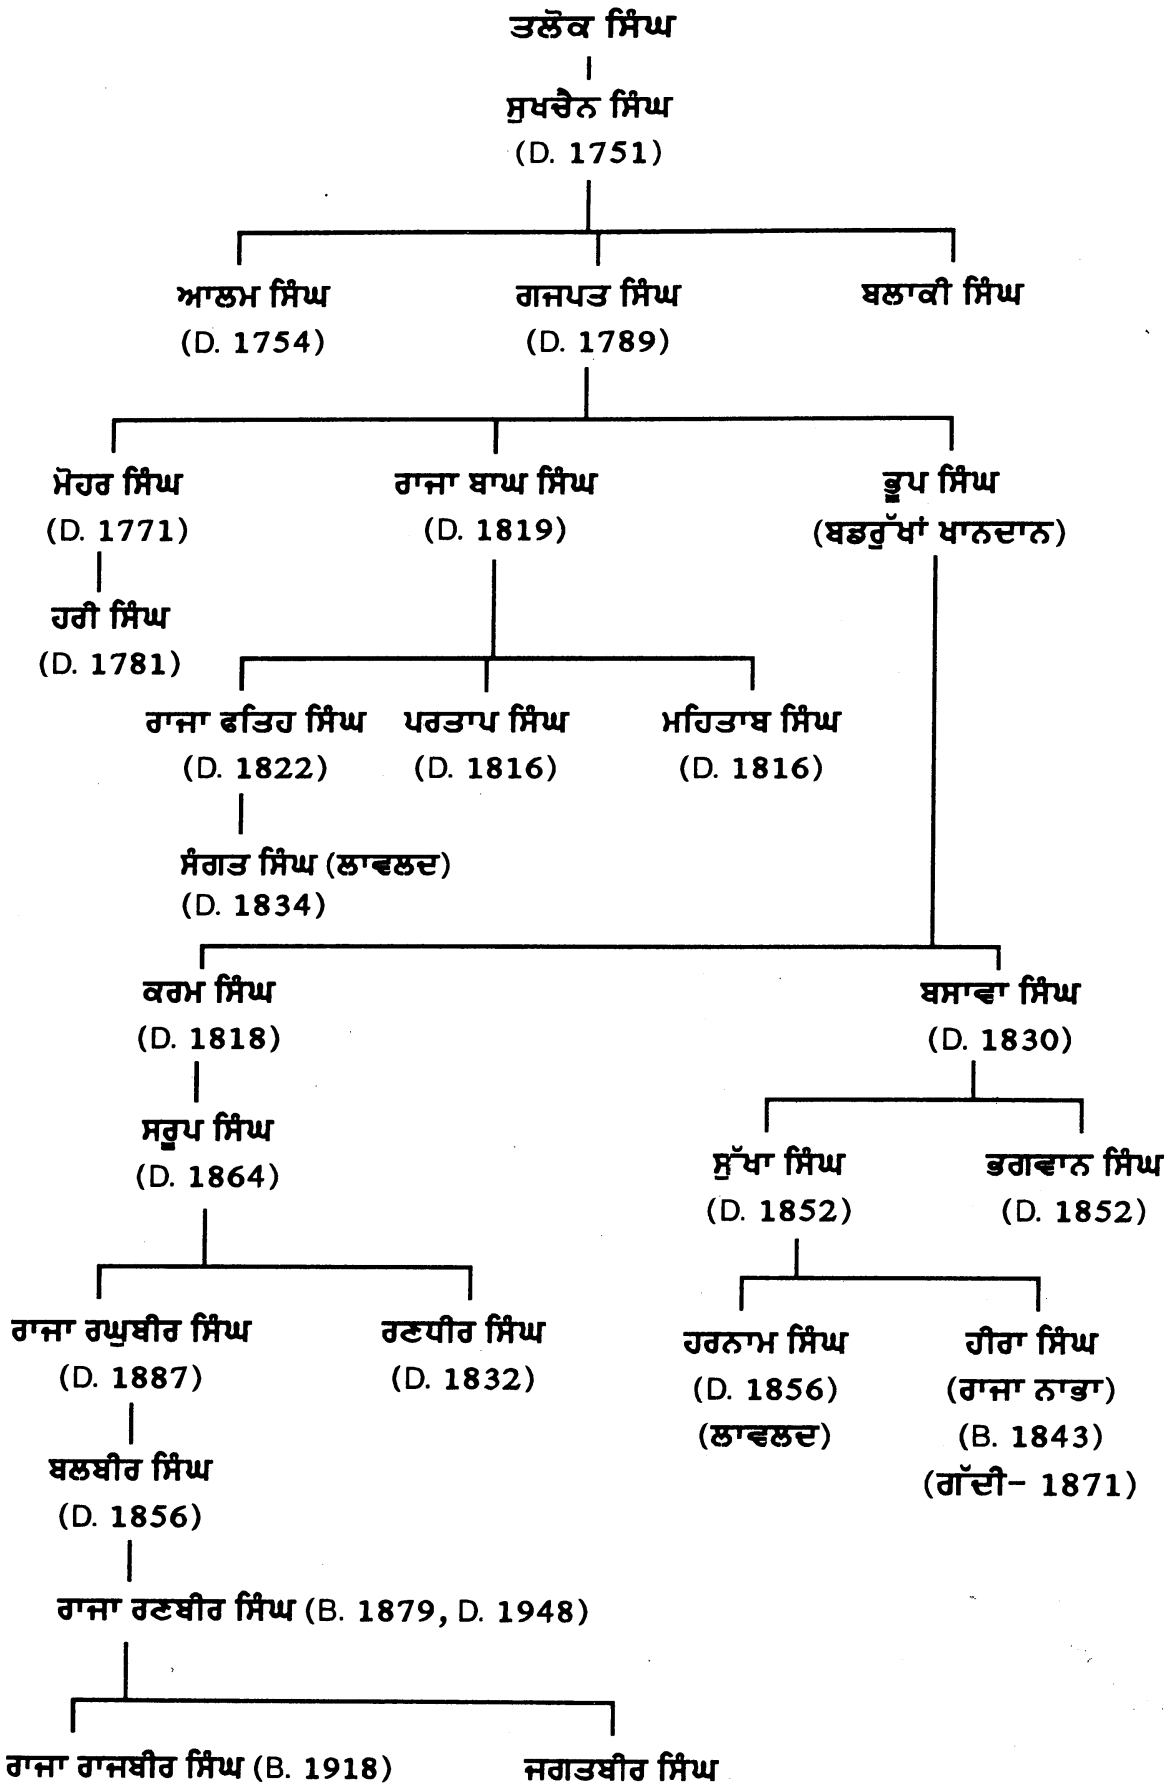 ਤਲੋਕ ਸਿੰਘ
ਸੁਖਚੈਨ ਸਿੰਘ
(D. 1751)
ਆਲਮ ਸਿੰਘ ਗਜਪਤ ਸਿੰਘ ਬਲਾਕੀ ਸਿੰਘ
(D. 1754) (D. 1789)
ਮੋਹਰ ਸਿੰਘ ਰਾਜਾ ਬਾਘ ਸਿੰਘ ਭੂਪ ਸਿੰਘ
(D. 1771) (D. 1819) (ਬਡਰੁੱਖਾਂ ਖਾਨਦਾਨ)
ਹਰੀ ਸਿੰਘ
(D. 1781)
ਰਾਜਾ ਫਤਿਹ ਸਿੰਘ ਪਰਤਾਪ ਸਿੰਘ ਮਹਿਤਾਬ ਸਿੰਘ
(D. 1822) (D. 1816) (D. 1816)
ਸੰਗਤ ਸਿੰਘ (ਲਾਵਲਦ)
(D. 1834)
ਕਰਮ ਸਿੰਘ ਬਸਾਵਾ ਸਿੰਘ
(D. 1818) (D. 1830)
ਸਰੂਪ ਸਿੰਘ
(D. 1864)
ਸੁੱਖਾ ਸਿੰਘ ਭਗਵਾਨ ਸਿੰਘ
(D. 1852) (D. 1852)
ਰਾਜਾ ਰਘੁਬੀਰ ਸਿੰਘ ਰਣਧੀਰ ਸਿੰਘ
(D. 1887) (D. 1832)
ਹਰਨਾਮ ਸਿੰਘ ਹੀਰਾ ਸਿੰਘ
(D. 1856) (ਰਾਜਾ ਨਾਭਾ)
(ਲਾਵਲਦ) (B. 1843)
(ਗੱਦੀ– 1871)
ਬਲਬੀਰ ਸਿੰਘ
(D. 1856)
ਰਾਜਾ ਰਣਬੀਰ ਸਿੰਘ (B. 1879, D. 1948)
ਰਾਜਾ ਰਾਜਬੀਰ ਸਿੰਘ (B. 1918) ਜਗਤਬੀਰ ਸਿੰਘ